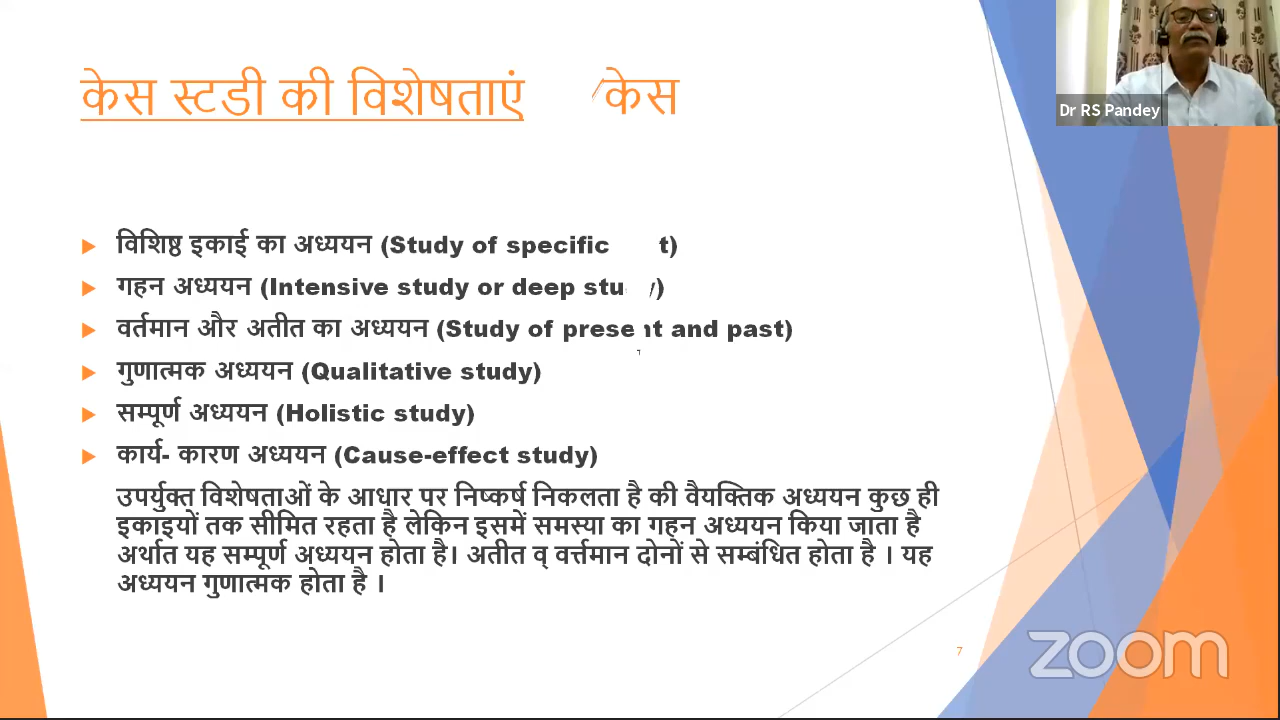 केस स्टडी की विशेषताएं केस
Dr RS Pandey
विशिष्ठ इकाई का अध्ययन (Study of specific t)
गहन अध्ययन (Intensive study or deep stu y)
वर्तमान और अतीत का अध्ययन (Study of present and past)
गुणात्मक अध्ययन (Qualitative study)
सम्पूर्ण अध्ययन (Holistic study)
कार्य- कारण अध्ययन (Cause-effect study)
उपर्युक्त विशेषताओं के आधार पर निष्कर्ष निकलता है की वैयक्तिक अध्ययन कुछ ही
इकाइयों तक सीमित रहता है लेकिन इसमें समस्या का गहन अध्ययन किया जाता है
अर्थात यह सम्पूर्ण अध्ययन होता है। अतीत व् वर्त्तमान दोनों से सम्बंधित होता है । यह
अध्ययन गुणात्मक होता है ।
7
zoom